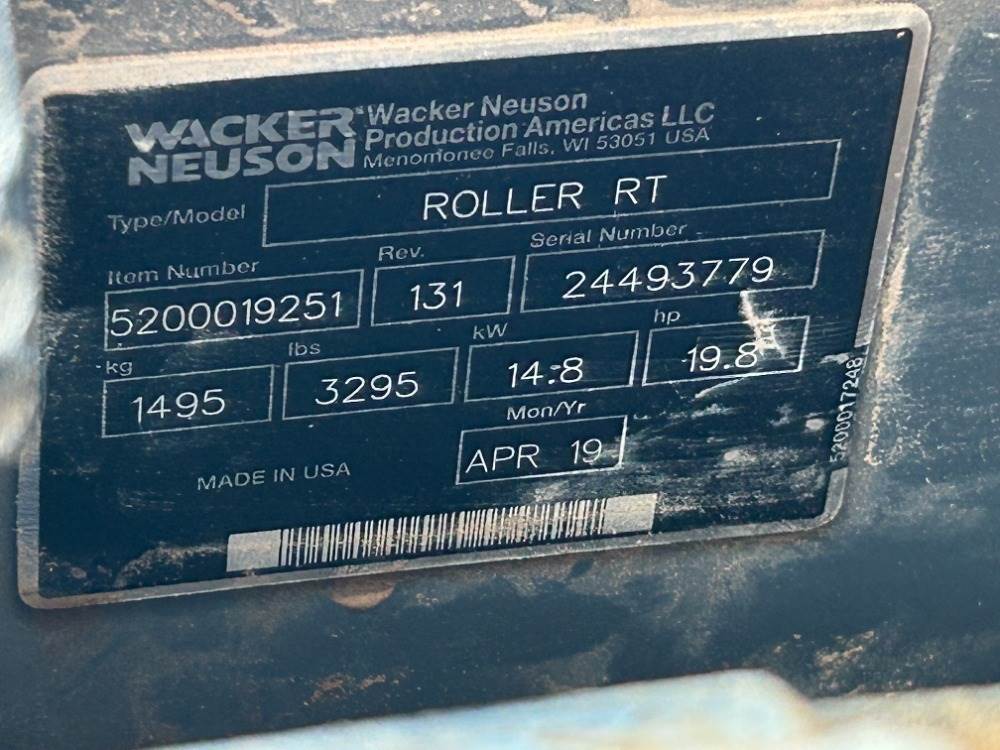 WACKER NEUSON
Wacker Neuson
Production Americas LLC
Menomonee Falls, WI 53051 USA
Type/Model
ROLLER RT
Item Number
Rev.
Serial Number
5200019251
131
24493779
kg
lbs
kW
hp
1495
3295
14.8
19.8
Mon/Yr
APR 19
MADE IN USA
5200017248